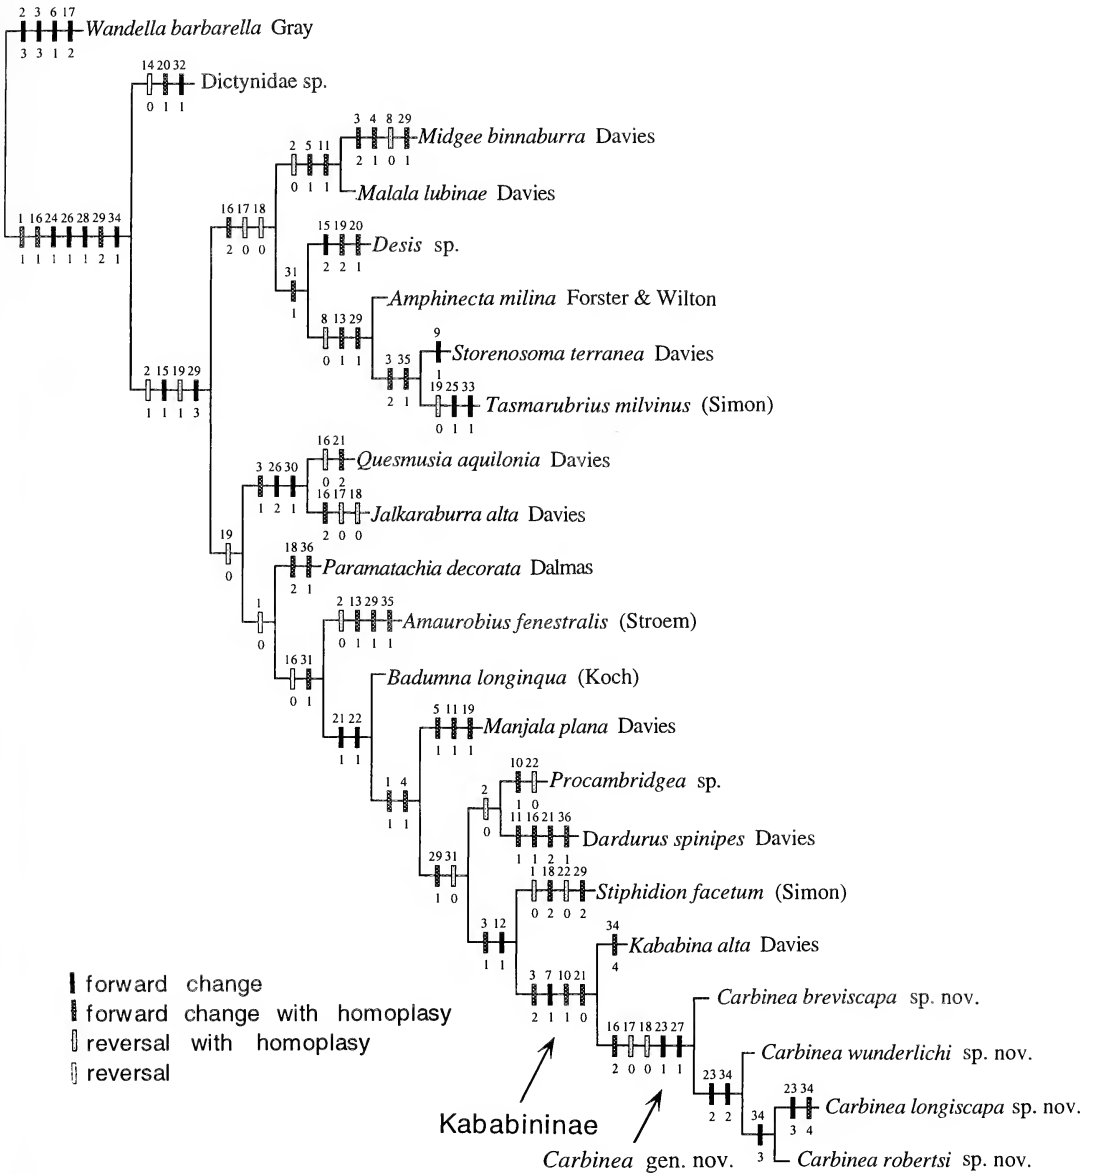 2 3 6 17
Wandella barbarella Gray
3 3 1 2
14 20 32
Dictynidae sp.
0 1 1
3 4 8 29
Midgee binnaburra Davies
2 1 0 1
2 5 11
0 1 1
Malala lubinae Davies
1 16 24 26 28 29 34
1 1 1 1 1 2 1
16 17 18
2 0 0
15 19 20
Desis sp.
2 2 1
31
1
Amphinecta milina Forster & Wilton
8 13 29
0 1 1
9
Storenosoma terranea Davies
1
3 35
2 1
19 25 33
Tasmarubrius milvinus (Simon)
0 1 1
2 15 19 29
1 1 1 3
16 21
Quesmusia aquilonia Davies
0 2
3 26 30
1 2 1
16 17 18
Jalkaraburra alta Davies
2 0 0
19
0
18 36
Paramatachia decorata Dalmas
2 1
1
0
2 13 29 35
Amaurobius fenestralis (Stroem)
0 1 1 1
16 31
0 1
Badumna longinqua (Koch)
21 22
1 1
5 11 19
Manjala plana Davies
1 1 1
1 4
1 1
10 22
Procambridgea sp.
1 0
2
0
11 16 21 36
Dardurus spinipes Davies
1 1 2 1
29 31
1 0
1 18 22 29
Stiphidion facetum (Simon)
0 2 0 2
3 12
1 1
34
Kababina alta Davies
4
3 7 10 21
2 1 1 0
Carbinea breviscapa sp. nov.
16 17 18 23 27
2 0 0 1 1
Carbinea wunderlichi sp. nov.
23 34
2 2
23 34
Carbinea longiscapa sp. nov.
3 4
34
3
Carbinea robertsi sp. nov.
forward change
forward change with homoplasy
reversal with homoplasy
reversal
Kababininae
Carbinea gen. nov.